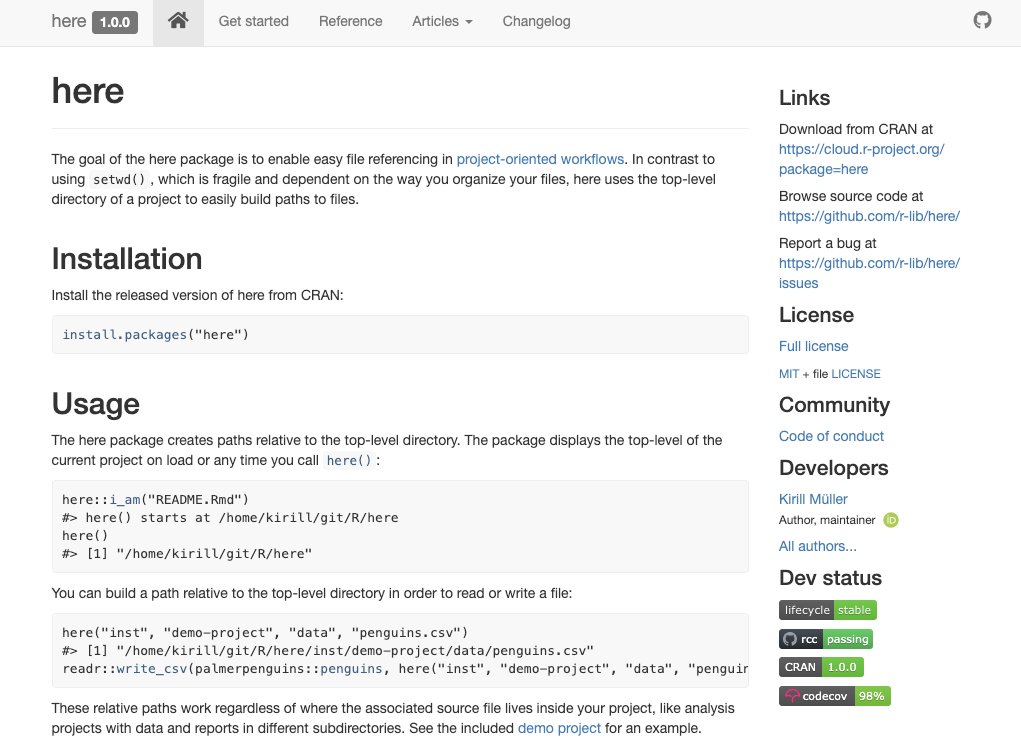 here 1.0.0 Get started Reference Articles Changelog
here
The goal of the here package is to enable easy file referencing in project-oriented workflows. In contrast to
using setwd() , which is fragile and dependent on the way you organize your files, here uses the top-level
directory of a project to easily build paths to files.
Installation
Install the released version of here from CRAN:
install.packages("here")
Usage
The here package creates paths relative to the top-level directory. The package displays the top-level of the
current project on load or any time you call here() :
here::i_am("README.Rmd")
#> here() starts at /home/kirill/git/R/here
here()
#> [1] "/home/kirill/git/R/here"
You can build a path relative to the top-level directory in order to read or write a file:
here("inst", "demo-project", "data", "penguins.csv")
#> [1] "/home/kirill/git/R/here/inst/demo-project/data/penguins.csv"
readr::write_csv(palmerpenguins::penguins, here("inst", "demo-project", "data", "penguin
These relative paths work regardless of where the associated source file lives inside your project, like analysis
projects with data and reports in different subdirectories. See the included demo project for an example.
Links
Download from CRAN at
https://cloud.r-project.org/
package=here
Browse source code at
https://github.com/r-lib/here/
Report a bug at
https://github.com/r-lib/here/
issues
License
Full license
MIT + file LICENSE
Community
Code of conduct
Developers
Kirill Müller
Author, maintainer iD
All authors...
Dev status
lifecycle stable
rcc passing
CRAN 1.0.0
codecov 98%